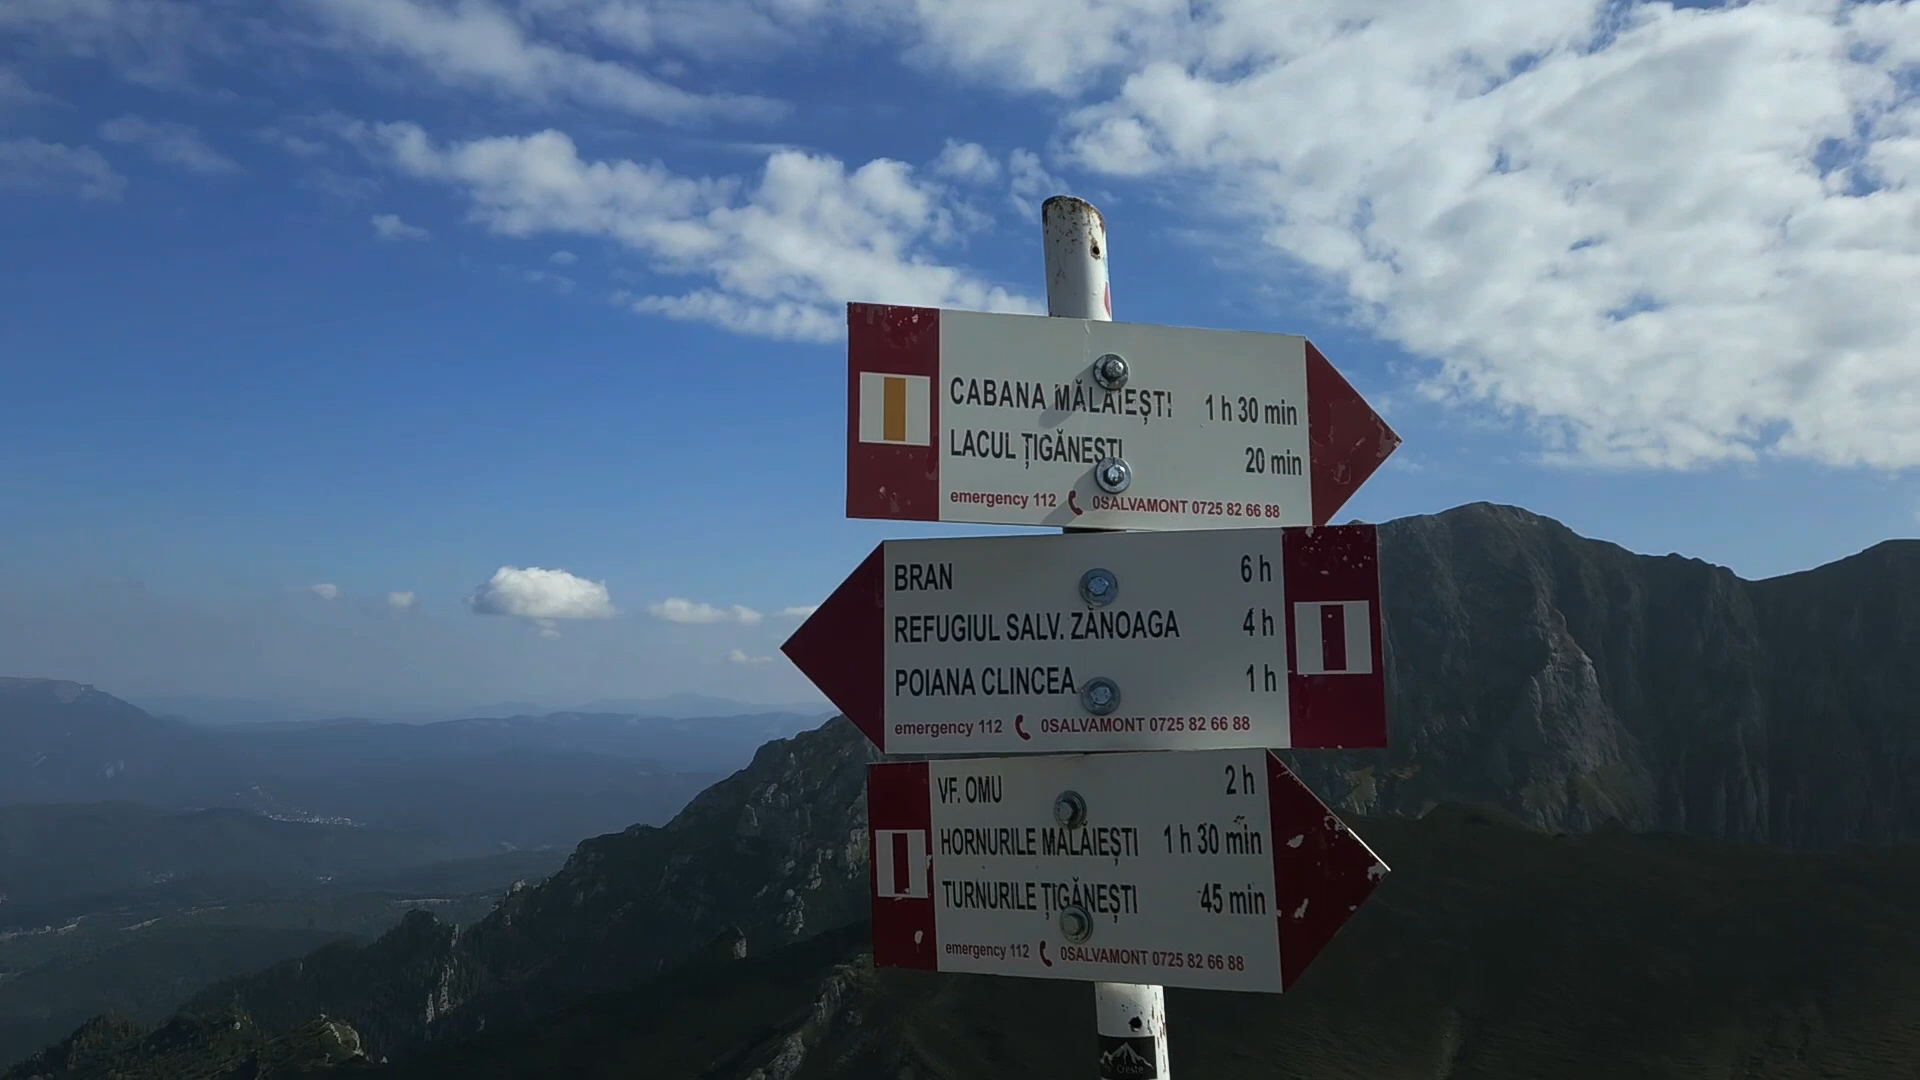 CABANA MĂLĂIEȘTI 1 h 30 min
LACUL ȚIGĂNEȘTI 20 min
emergency 112 0SALVAMONT 0725 82 66 88
BRAN 6 h
REFUGIUL SALV. ZĂNOAGA 4 h
POIANA CLINCEA 1 h
emergency 112 0SALVAMONT 0725 82 66 88
VF. OMU 2 h
HORNURILE MĂLĂIEȘTI 1 h 30 min
TURNURILE ȚIGĂNEȘTI 45 min
emergency 112 0SALVAMONT 0725 82 66 88
Creste